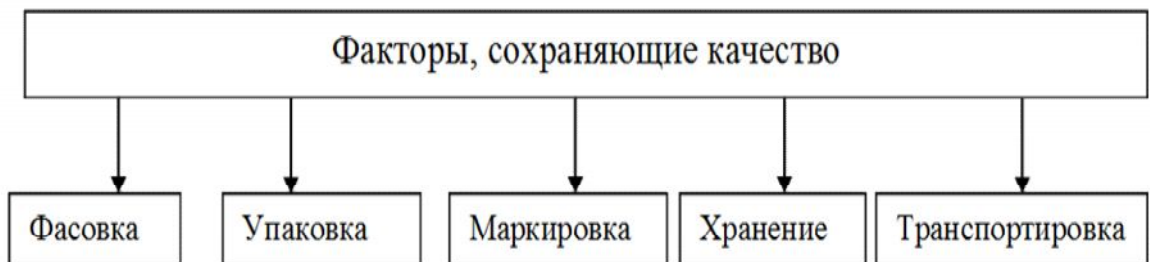 Факторы, сохраняющие качество
Фасовка
Упаковка
Маркировка
Хранение
Транспортировка